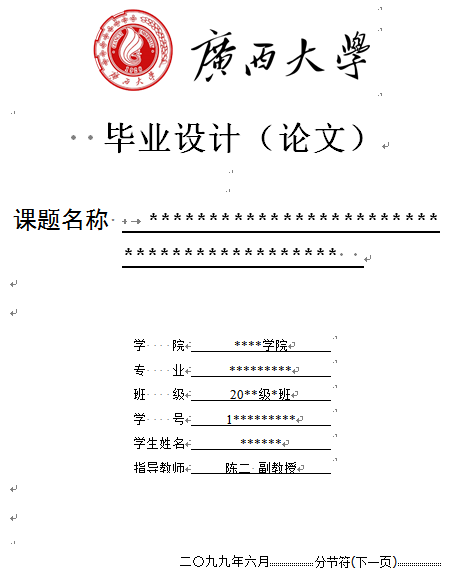 廣西大學
毕业设计（论文）
课题名称 ************************
******************
学 院 ****学院
专 业 *********
班 级 20**级*班
学 号 1*********
学生姓名 ******
指导教师 陈二 副教授
二〇九九年六月 分节符(下一页)